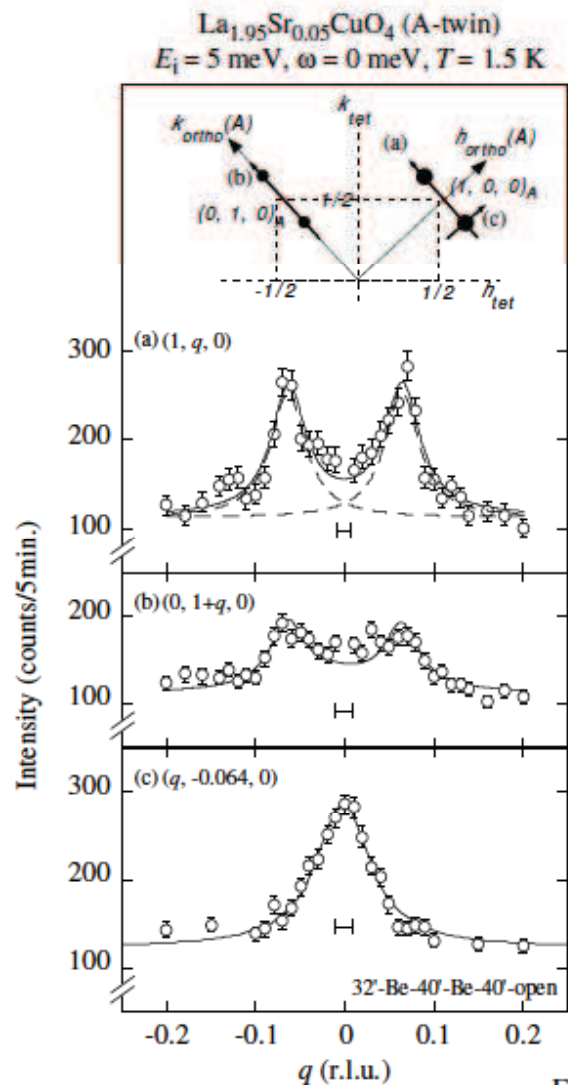 La1.95Sr0.05CuO4 (A-twin)
Ei = 5 meV, ω = 0 meV, T = 1.5 K
ktet
kortho(A)
hortho(A)
(a)
(b)
(1, 0, 0)A
1/2
(0, 1, 0)A
(c)
-1/2
1/2
htet
(a) (1, q, 0)
300
200
100
(b) (0, 1+q, 0)
200
100
(c) (q, -0.064, 0)
300
200
100
32'-Be-40'-Be-40'-open
Intensity (counts/5min.)
-0.2
-0.1
0
0.1
0.2
q (r.l.u.)